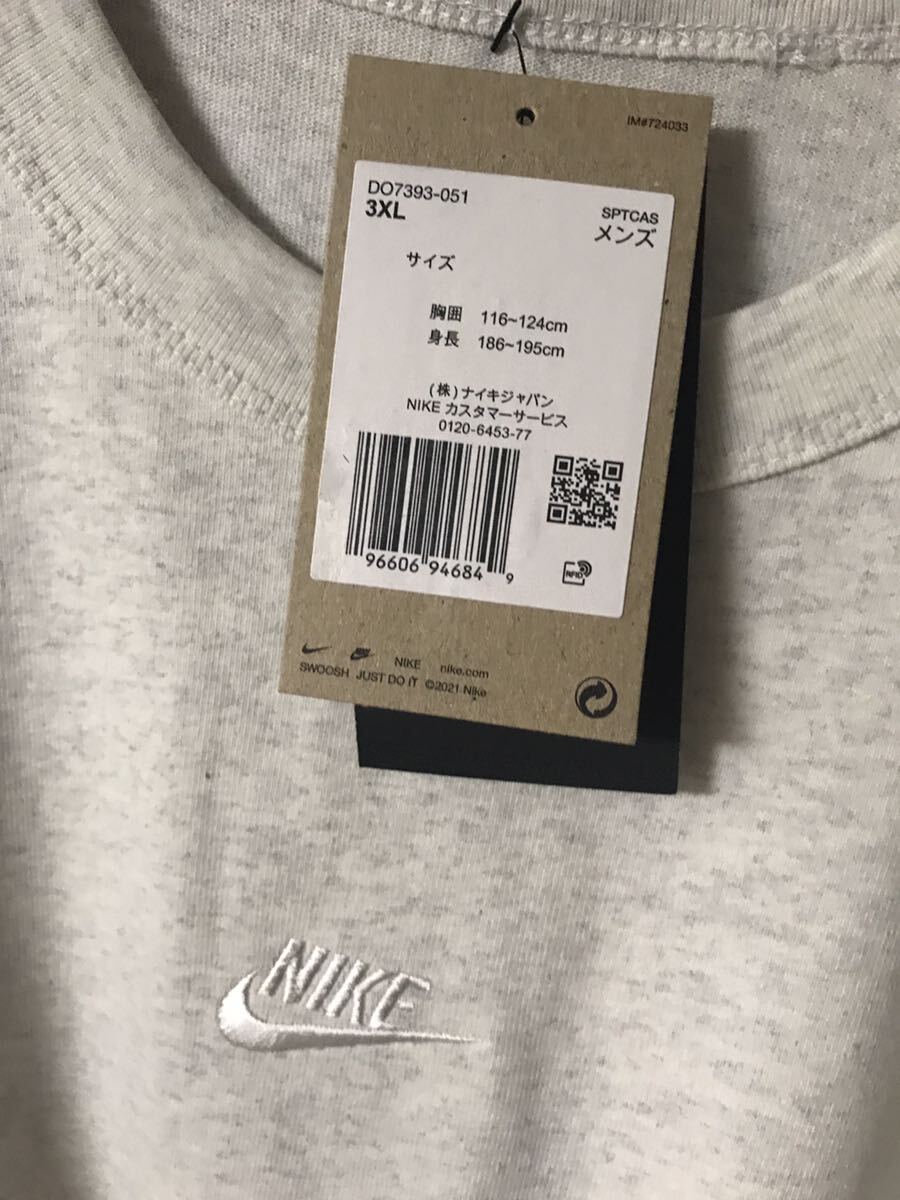 IM#724033
DO7393-051
3XL
SPTCAS
メンズ
サイズ
胸囲 116~124cm
身長 186~195cm
(株)ナイキジャパン
NIKE カスタマーサービス
0120-6453-77
96606 94684 9
RFID
NIKE nike.com
SWOOSH JUST DO IT ©2021 Nike
NIKE